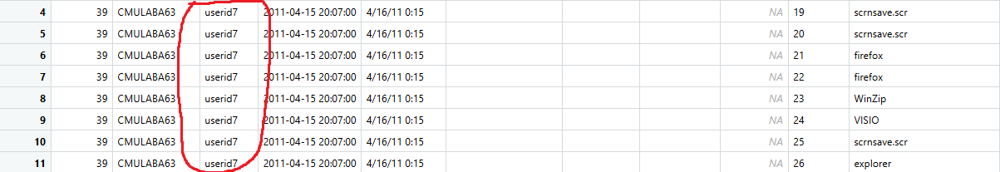 4 39 CMULABA63 userid7 2011-04-15 20:07:00 4/16/11 0:15 NA 19 scrnsave.scr
5 39 CMULABA63 userid7 2011-04-15 20:07:00 4/16/11 0:15 NA 20 scrnsave.scr
6 39 CMULABA63 userid7 2011-04-15 20:07:00 4/16/11 0:15 NA 21 firefox
7 39 CMULABA63 userid7 2011-04-15 20:07:00 4/16/11 0:15 NA 22 firefox
8 39 CMULABA63 userid7 2011-04-15 20:07:00 4/16/11 0:15 NA 23 WinZip
9 39 CMULABA63 userid7 2011-04-15 20:07:00 4/16/11 0:15 NA 24 VISIO
10 39 CMULABA63 userid7 2011-04-15 20:07:00 4/16/11 0:15 NA 25 scrnsave.scr
11 39 CMULABA63 userid7 2011-04-15 20:07:00 4/16/11 0:15 NA 26 explorer